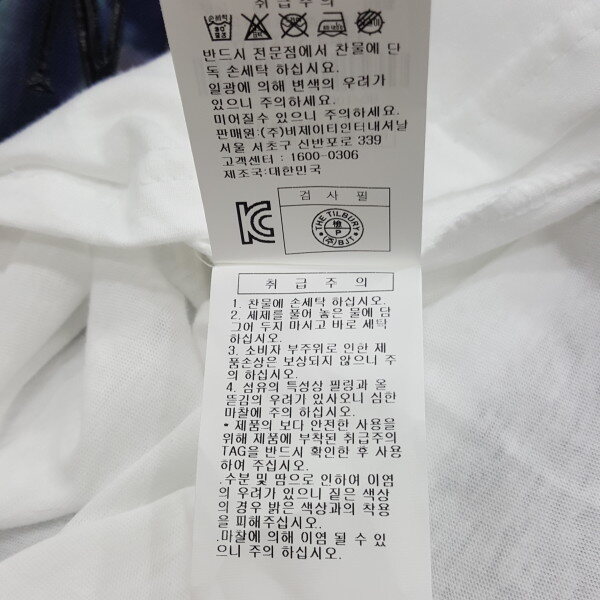 취급주의
반드시 전문점에서 찬물에 단
독 손세탁 하십시요.
일광에 의해 변색의 우려가
있으니 주의하세요.
미어질수 있으니 주의하세요.
판매원:(주)비제이티인터내셔날
서울 서초구 신반포로 339
고객센터 : 1600-0306
제조국:대한민국
검 사 필
THE TILBURY
檢
P
(주)BJT
취 급 주 의
1. 찬물에 손세탁 하십시오.
2. 세제를 풀어 놓은 물에 담
그어 두지 마시고 바로 세탁
하십시오.
3. 소비자 부주위로 인한 제
품손상은 보상되지 않으니 주
의 하십시오.
4. 섬유의 특성상 필링과 올
뜯김의 우려가 있사오니 심한
마찰에 주의 하십시오.
* 제품의 보다 안전한 사용을
위해 제품에 부착된 취급주의
TAG을 반드시 확인한 후 사용
하여 주십시오.
.수분 및 땀으로 인하여 이염
의 우려가 있으니 짙은 색상
의 경우 밝은 색상과의 착용
을 피해주십시오.
.마찰에 의해 이염 될 수 있
으니 주의 하십시오.